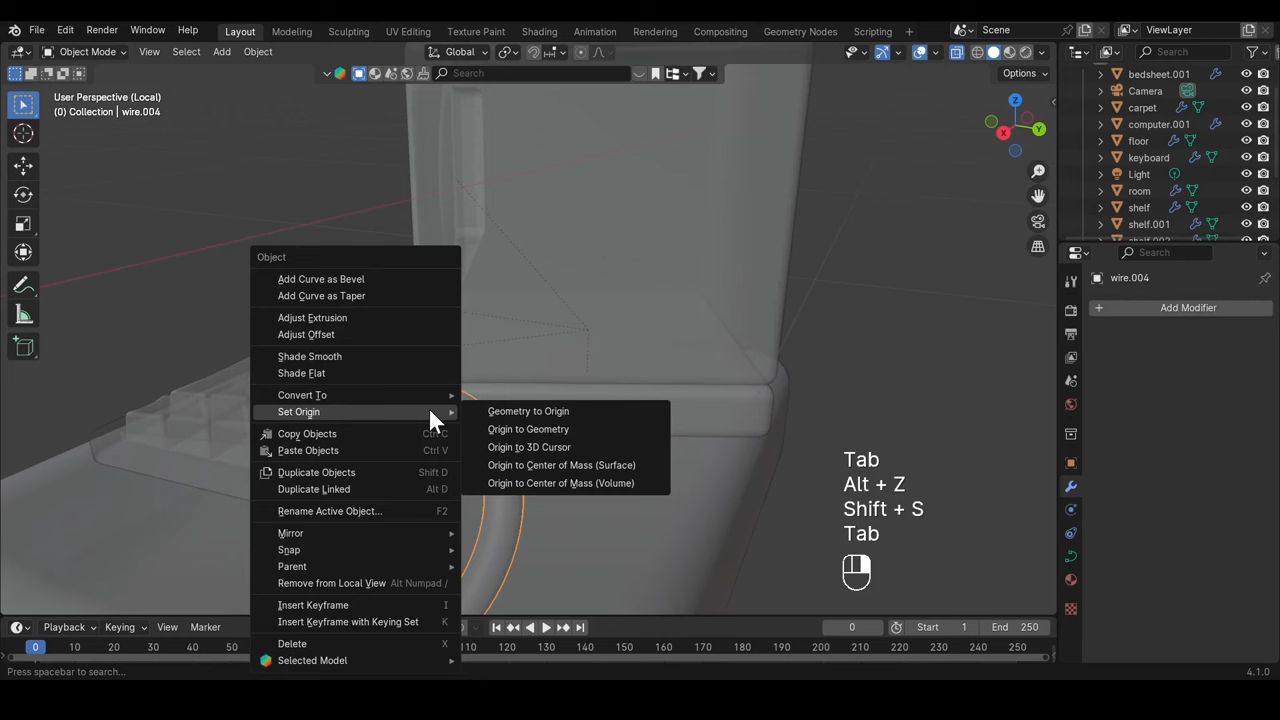 File Edit Render Window Help Layout Modeling Sculpting UV Editing Texture Paint Shading Animation Rendering Compositing Geometry Nodes Scripting + Scene ViewLayer
Object Mode View Select Add Object Global Search
Search Options
User Perspective (Local)
(0) Collection | wire.004
Z
Y
X
bedsheet.001
Camera
carpet
computer.001
floor
keyboard
Light
room
shelf
shelf.001
Search
wire.004
+ Add Modifier
Object
Add Curve as Bevel
Add Curve as Taper
Adjust Extrusion
Adjust Offset
Shade Smooth
Shade Flat
Convert To
Set Origin
Copy Objects Ctrl C
Paste Objects Ctrl V
Duplicate Objects Shift D
Duplicate Linked Alt D
Rename Active Object... F2
Mirror
Snap
Parent
Remove from Local View Alt Numpad /
Insert Keyframe I
Insert Keyframe with Keying Set K
Delete X
Selected Model
Geometry to Origin
Origin to Geometry
Origin to 3D Cursor
Origin to Center of Mass (Surface)
Origin to Center of Mass (Volume)
Tab
Alt + Z
Shift + S
Tab
Playback Keying View Marker 0 Start 1 End 250
0 10 20 30 40 50 80 90 100 110 120 130 140 150 160 170 180 190 200 210 220 230 240 250
Press spacebar to search... 4.1.0